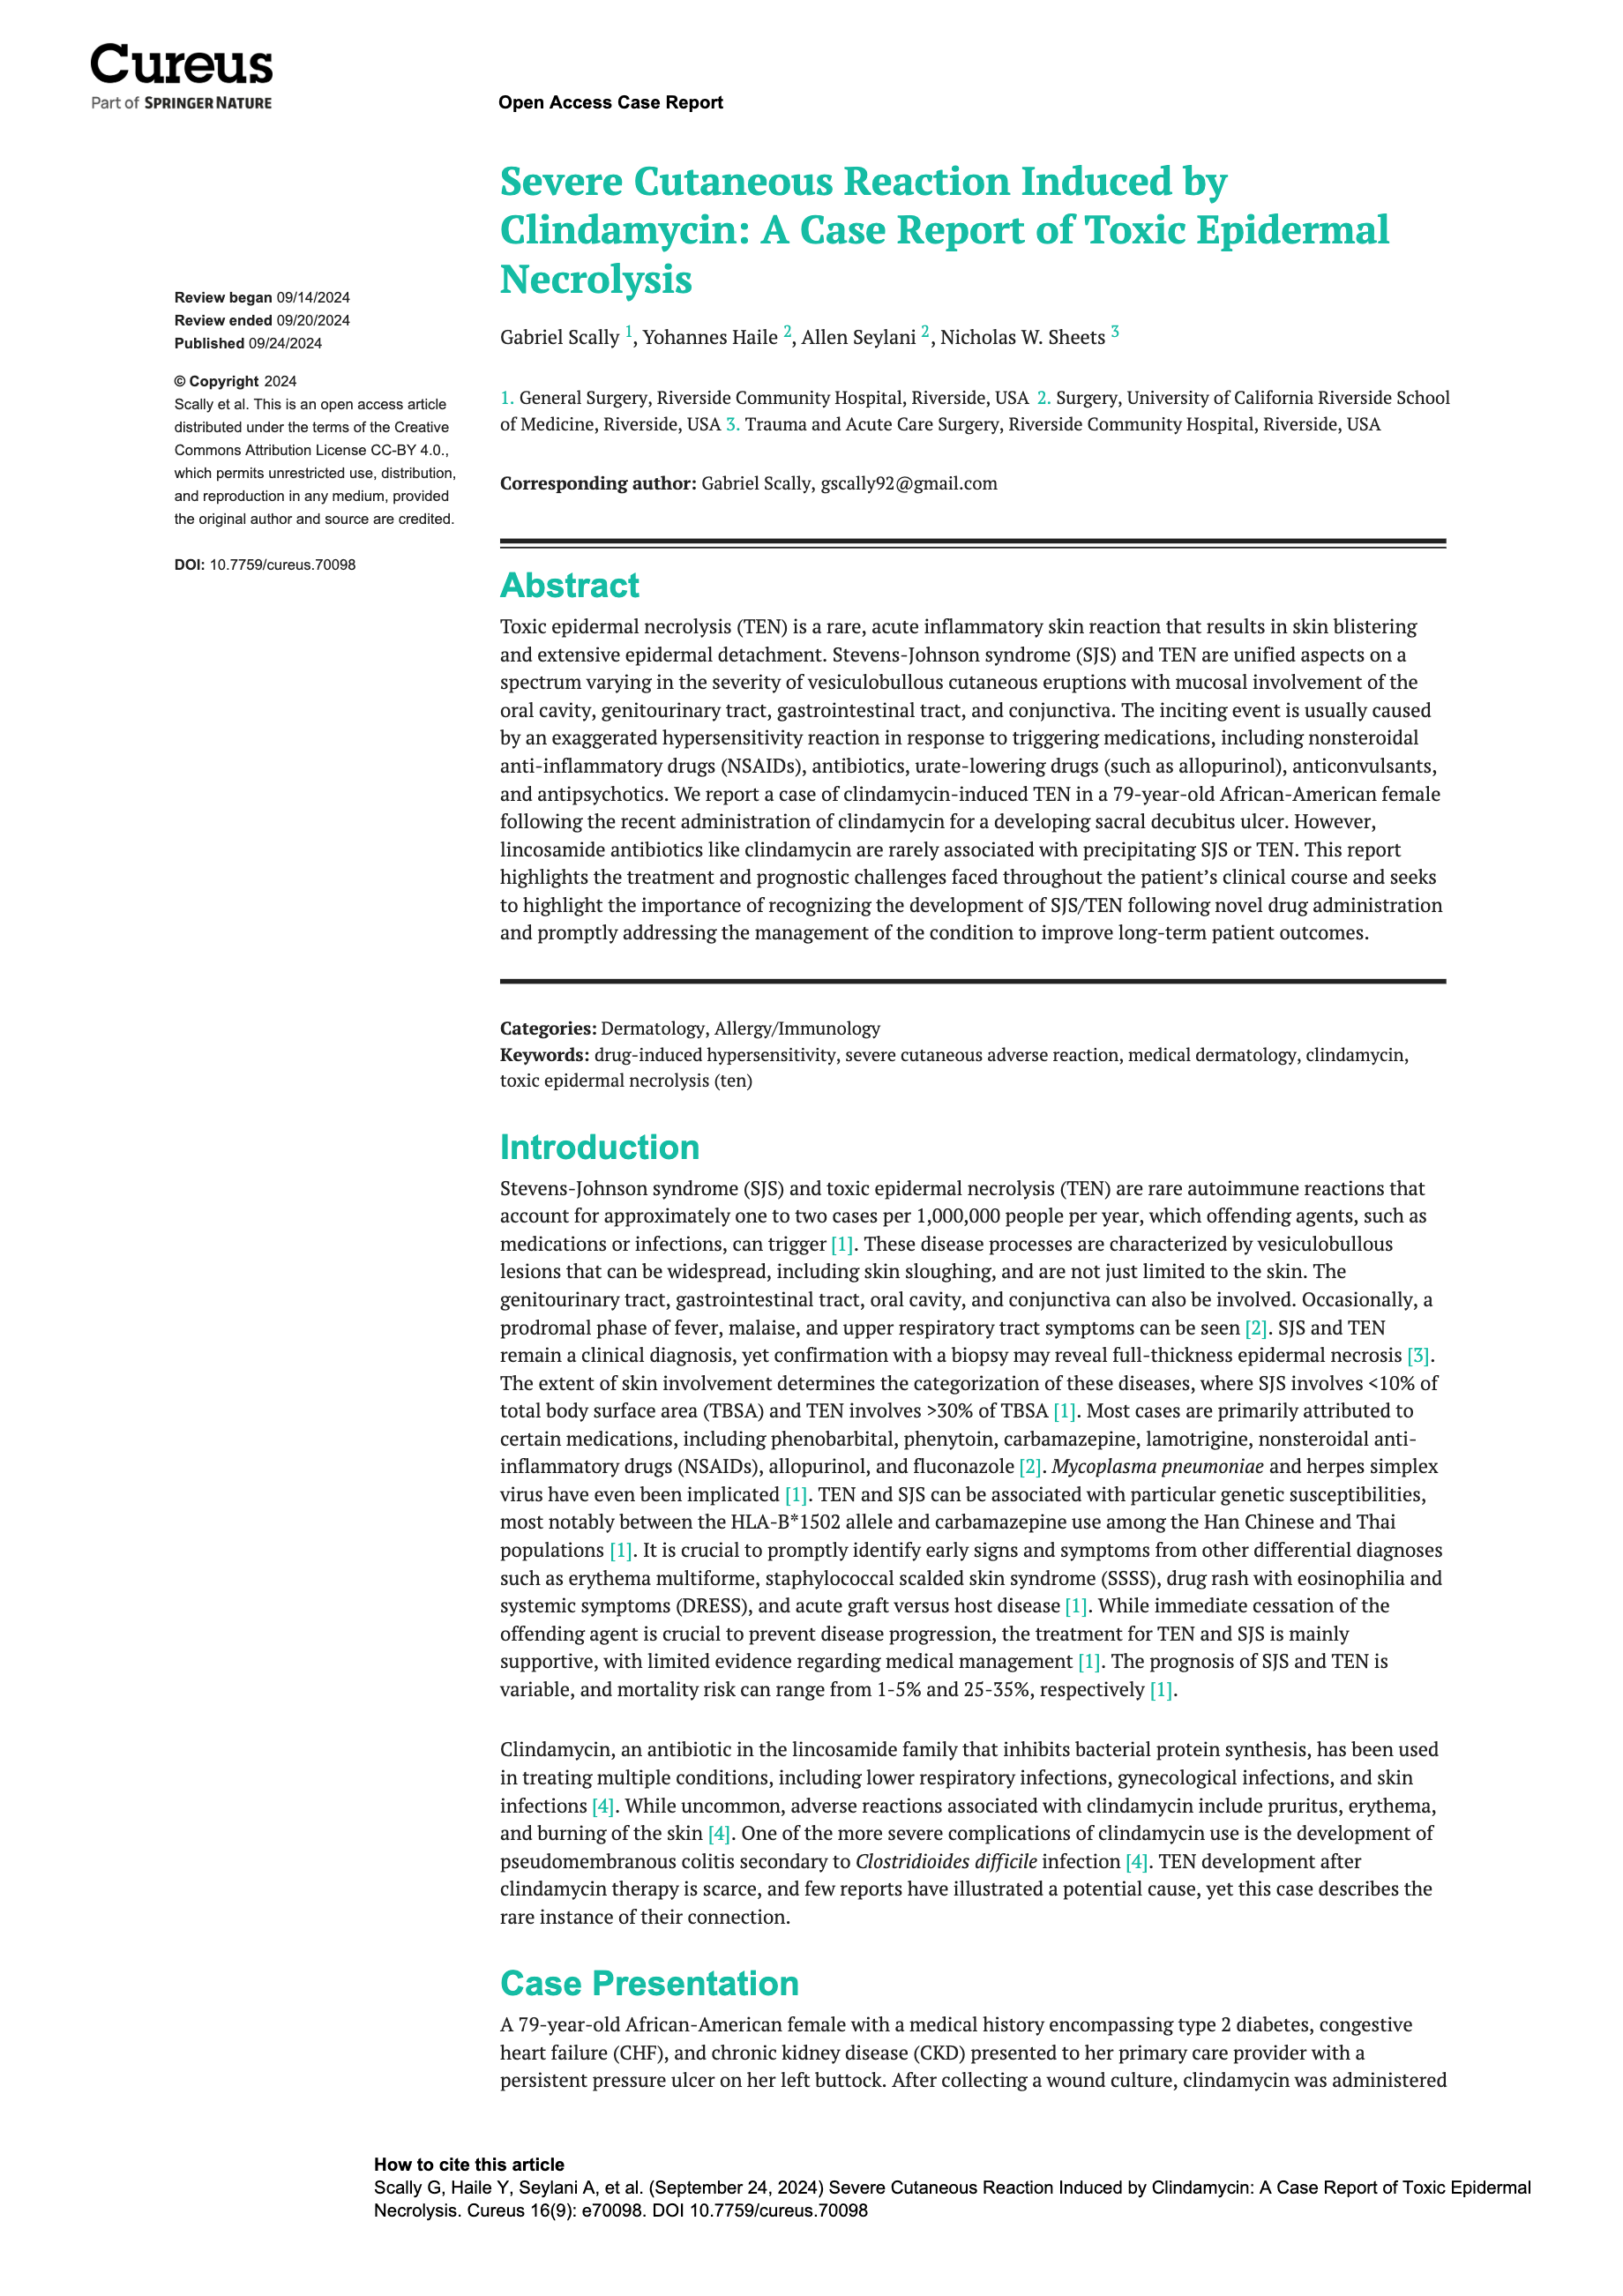 Cureus
Part of SPRINGER NATURE
Open Access Case Report
Severe Cutaneous Reaction Induced by
Clindamycin: A Case Report of Toxic Epidermal
Necrolysis
Review began 09/14/2024
Review ended 09/20/2024
Published 09/24/2024
© Copyright 2024
Scally et al. This is an open access article
distributed under the terms of the Creative
Commons Attribution License CC-BY 4.0.,
which permits unrestricted use, distribution,
and reproduction in any medium, provided
the original author and source are credited.
DOI: 10.7759/cureus.70098
Gabriel Scally 1, Yohannes Haile 2, Allen Seylani 2, Nicholas W. Sheets 3
1. General Surgery, Riverside Community Hospital, Riverside, USA 2. Surgery, University of California Riverside School
of Medicine, Riverside, USA 3. Trauma and Acute Care Surgery, Riverside Community Hospital, Riverside, USA
Corresponding author: Gabriel Scally, gscally92@gmail.com
Abstract
Toxic epidermal necrolysis (TEN) is a rare, acute inflammatory skin reaction that results in skin blistering
and extensive epidermal detachment. Stevens-Johnson syndrome (SJS) and TEN are unified aspects on a
spectrum varying in the severity of vesiculobullous cutaneous eruptions with mucosal involvement of the
oral cavity, genitourinary tract, gastrointestinal tract, and conjunctiva. The inciting event is usually caused
by an exaggerated hypersensitivity reaction in response to triggering medications, including nonsteroidal
anti-inflammatory drugs (NSAIDs), antibiotics, urate-lowering drugs (such as allopurinol), anticonvulsants,
and antipsychotics. We report a case of clindamycin-induced TEN in a 79-year-old African-American female
following the recent administration of clindamycin for a developing sacral decubitus ulcer. However,
lincosamide antibiotics like clindamycin are rarely associated with precipitating SJS or TEN. This report
highlights the treatment and prognostic challenges faced throughout the patient’s clinical course and seeks
to highlight the importance of recognizing the development of SJS/TEN following novel drug administration
and promptly addressing the management of the condition to improve long-term patient outcomes.
Categories: Dermatology, Allergy/Immunology
Keywords: drug-induced hypersensitivity, severe cutaneous adverse reaction, medical dermatology, clindamycin,
toxic epidermal necrolysis (ten)
Introduction
Stevens-Johnson syndrome (SJS) and toxic epidermal necrolysis (TEN) are rare autoimmune reactions that
account for approximately one to two cases per 1,000,000 people per year, which offending agents, such as
medications or infections, can trigger [1]. These disease processes are characterized by vesiculobullous
lesions that can be widespread, including skin sloughing, and are not just limited to the skin. The
genitourinary tract, gastrointestinal tract, oral cavity, and conjunctiva can also be involved. Occasionally, a
prodromal phase of fever, malaise, and upper respiratory tract symptoms can be seen [2]. SJS and TEN
remain a clinical diagnosis, yet confirmation with a biopsy may reveal full-thickness epidermal necrosis [3].
The extent of skin involvement determines the categorization of these diseases, where SJS involves <10% of
total body surface area (TBSA) and TEN involves >30% of TBSA [1]. Most cases are primarily attributed to
certain medications, including phenobarbital, phenytoin, carbamazepine, lamotrigine, nonsteroidal anti-
inflammatory drugs (NSAIDs), allopurinol, and fluconazole [2]. Mycoplasma pneumoniae and herpes simplex
virus have even been implicated [1]. TEN and SJS can be associated with particular genetic susceptibilities,
most notably between the HLA-B*1502 allele and carbamazepine use among the Han Chinese and Thai
populations [1]. It is crucial to promptly identify early signs and symptoms from other differential diagnoses
such as erythema multiforme, staphylococcal scalded skin syndrome (SSSS), drug rash with eosinophilia and
systemic symptoms (DRESS), and acute graft versus host disease [1]. While immediate cessation of the
offending agent is crucial to prevent disease progression, the treatment for TEN and SJS is mainly
supportive, with limited evidence regarding medical management [1]. The prognosis of SJS and TEN is
variable, and mortality risk can range from 1-5% and 25-35%, respectively [1].
Clindamycin, an antibiotic in the lincosamide family that inhibits bacterial protein synthesis, has been used
in treating multiple conditions, including lower respiratory infections, gynecological infections, and skin
infections [4]. While uncommon, adverse reactions associated with clindamycin include pruritus, erythema,
and burning of the skin [4]. One of the more severe complications of clindamycin use is the development of
pseudomembranous colitis secondary to Clostridioides difficile infection [4]. TEN development after
clindamycin therapy is scarce, and few reports have illustrated a potential cause, yet this case describes the
rare instance of their connection.
Case Presentation
A 79-year-old African-American female with a medical history encompassing type 2 diabetes, congestive
heart failure (CHF), and chronic kidney disease (CKD) presented to her primary care provider with a
persistent pressure ulcer on her left buttock. After collecting a wound culture, clindamycin was administered
How to cite this article
Scally G, Haile Y, Seylani A, et al. (September 24, 2024) Severe Cutaneous Reaction Induced by Clindamycin: A Case Report of Toxic Epidermal
Necrolysis. Cureus 16(9): e70098. DOI 10.7759/cureus.70098